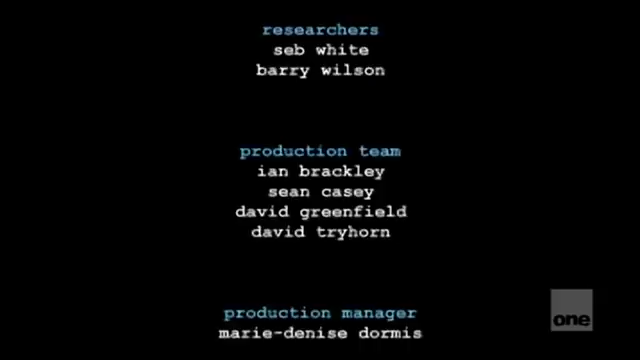 researchers
seb white
barry wilson
production team
ian brackley
sean casey
david greenfield
david tryhorn
production manager
marie-denise dormis
one